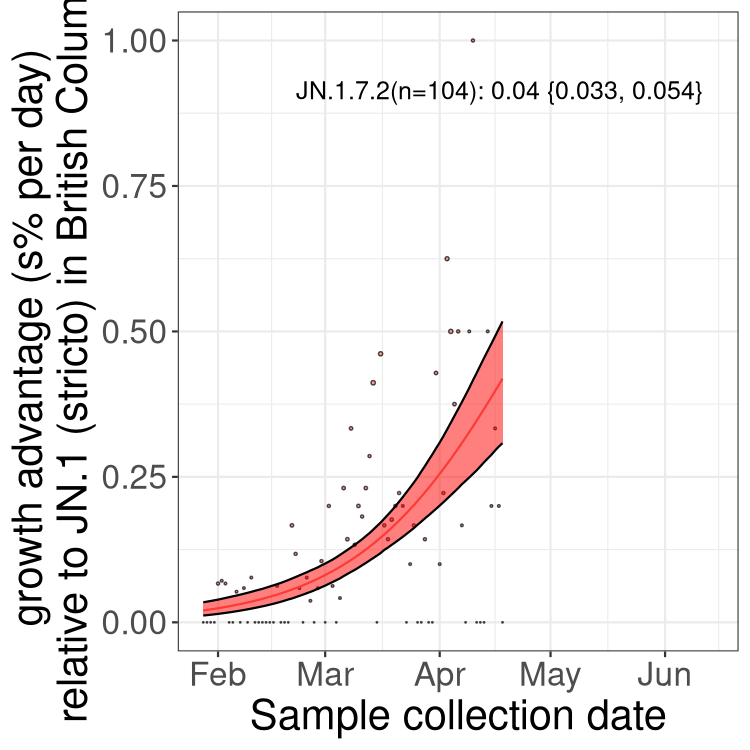 growth advantage (s% per day)
relative to JN.1 (stricto) in British Colum
1.00
0.75
0.50
0.25
0.00
JN.1.7.2(n=104): 0.04 {0.033, 0.054}
Feb Mar Apr May Jun
Sample collection date